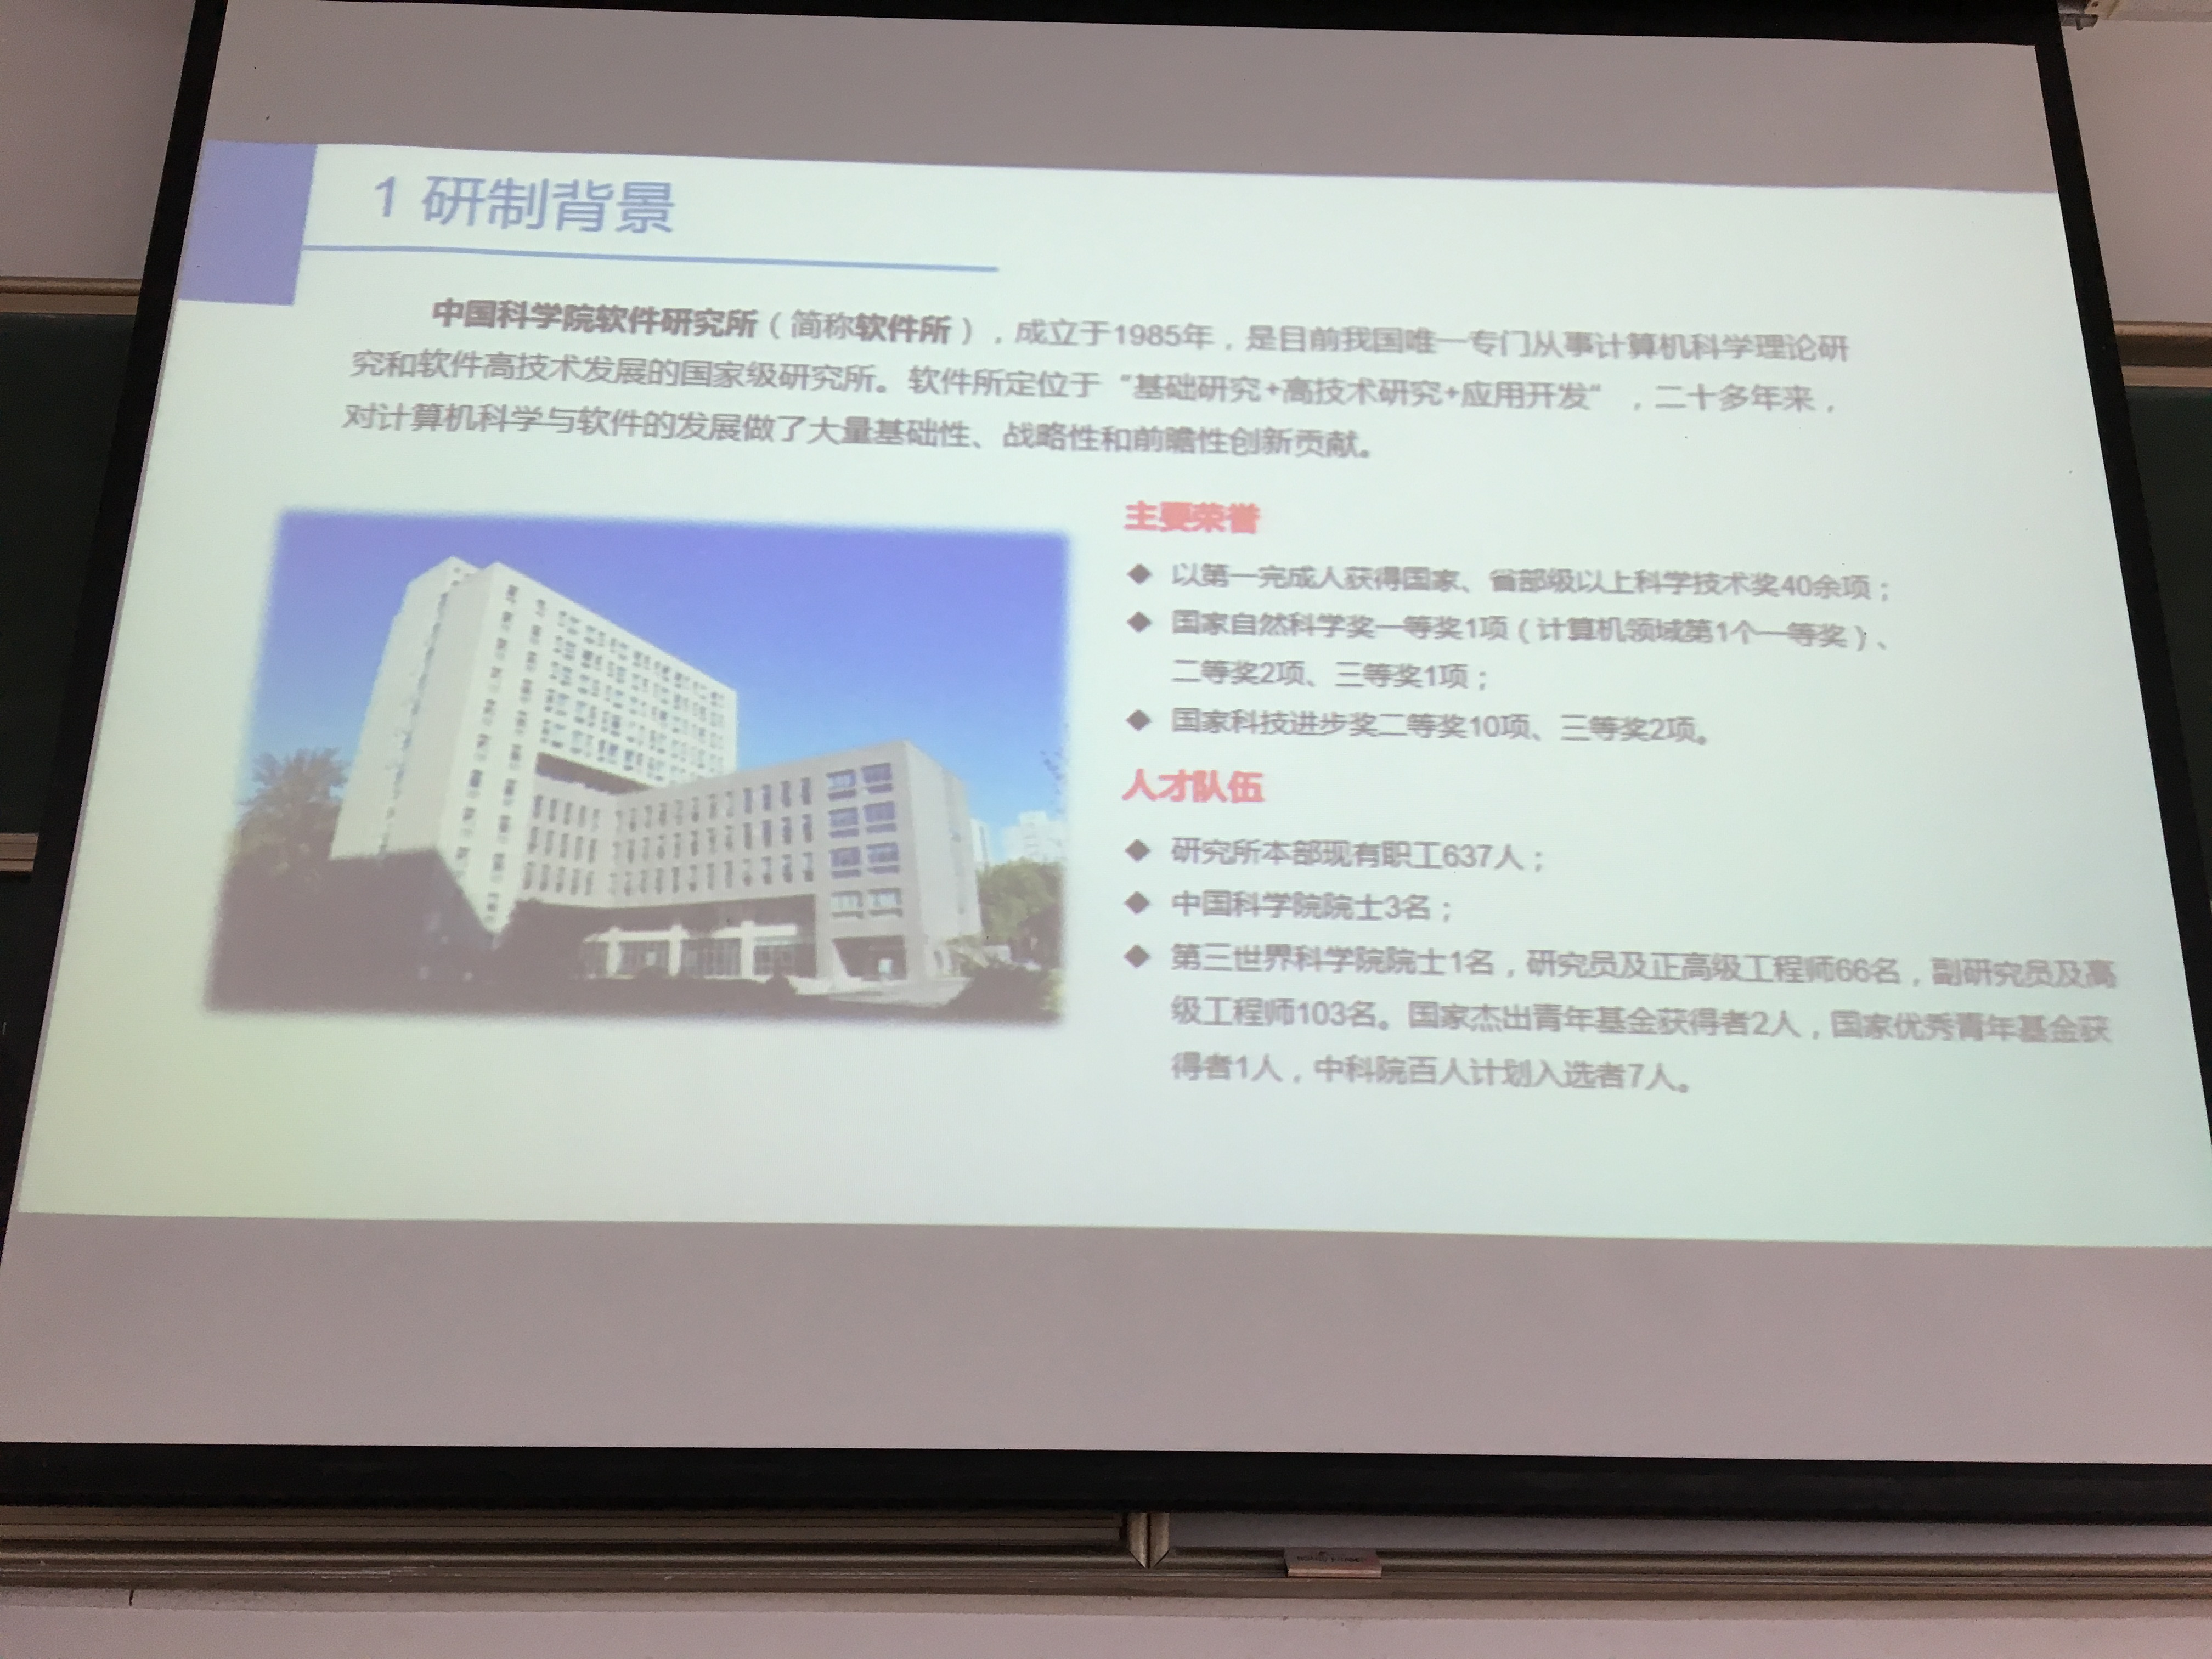 1 研制背景
中国科学院软件研究所（简称软件所），成立于1985年，是目前我国唯一专门从事计算机科学理论研
究和软件高技术发展的国家级研究所。软件所定位于“基础研究+高技术研究+应用开发”，二十多年来，
对计算机科学与软件的发展做了大量基础性、战略性和前瞻性创新贡献。
主要荣誉
◆ 以第一完成人获得国家、省部级以上科学技术奖40余项；
◆ 国家自然科学奖一等奖1项（计算机领域第1个一等奖）、
二等奖2项、三等奖1项；
◆ 国家科技进步奖二等奖10项、三等奖2项。
人才队伍
◆ 研究所本部现有职工637人；
◆ 中国科学院院士3名；
◆ 第三世界科学院院士1名，研究员及正高级工程师66名，副研究员及高
级工程师103名。国家杰出青年基金获得者2人，国家优秀青年基金获
得者1人，中科院百人计划入选者7人。